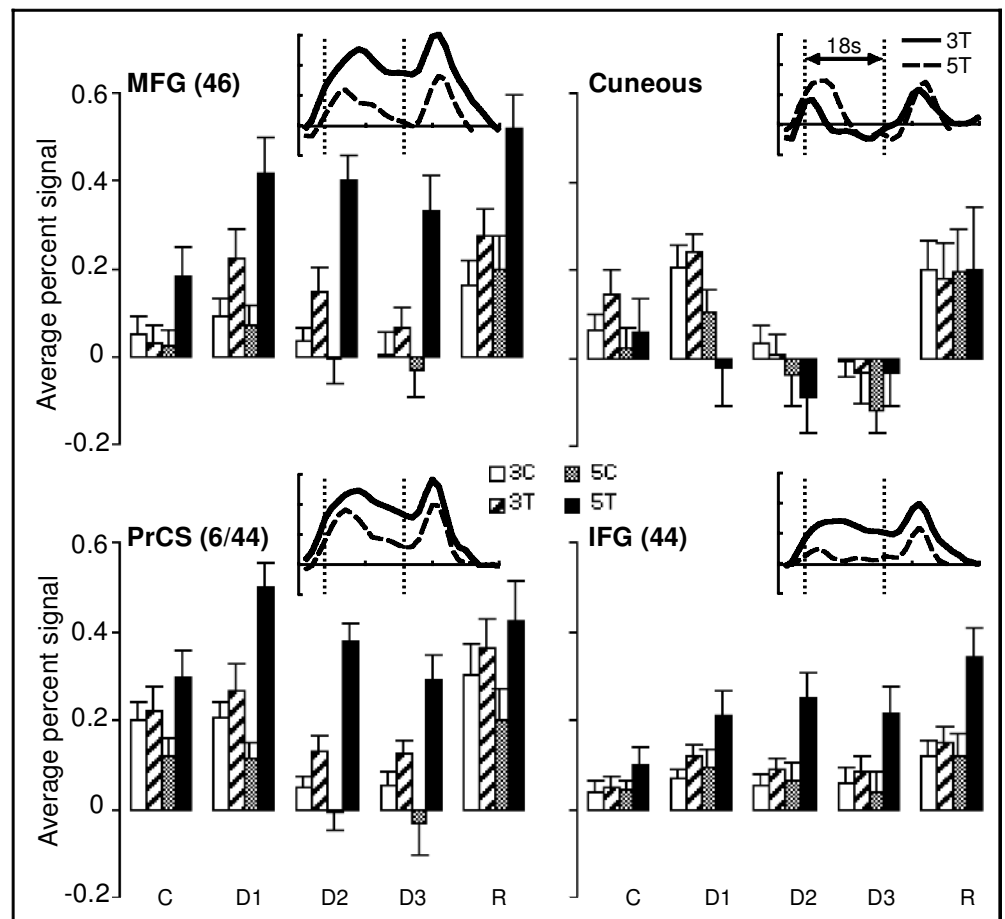 18s
3T
5T
MFG (46)
Cuneous
0.6
0.4
0.2
0
-0.2
Average percent signal
3C
5C
3T
5T
PrCS (6/44)
IFG (44)
0.6
0.4
0.2
0
-0.2
Average percent signal
C D1 D2 D3 R
C D1 D2 D3 R